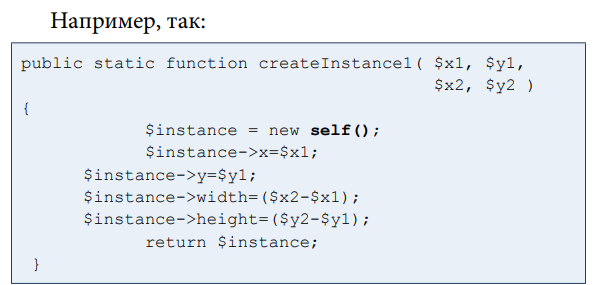 Например, так:
public static function createInstance1( $x1, $y1,
$x2, $y2 )
{
$instance = new self();
$instance->x=$x1;
$instance->y=$y1;
$instance->width=($x2-$x1);
$instance->height=($y2-$y1);
return $instance;
}